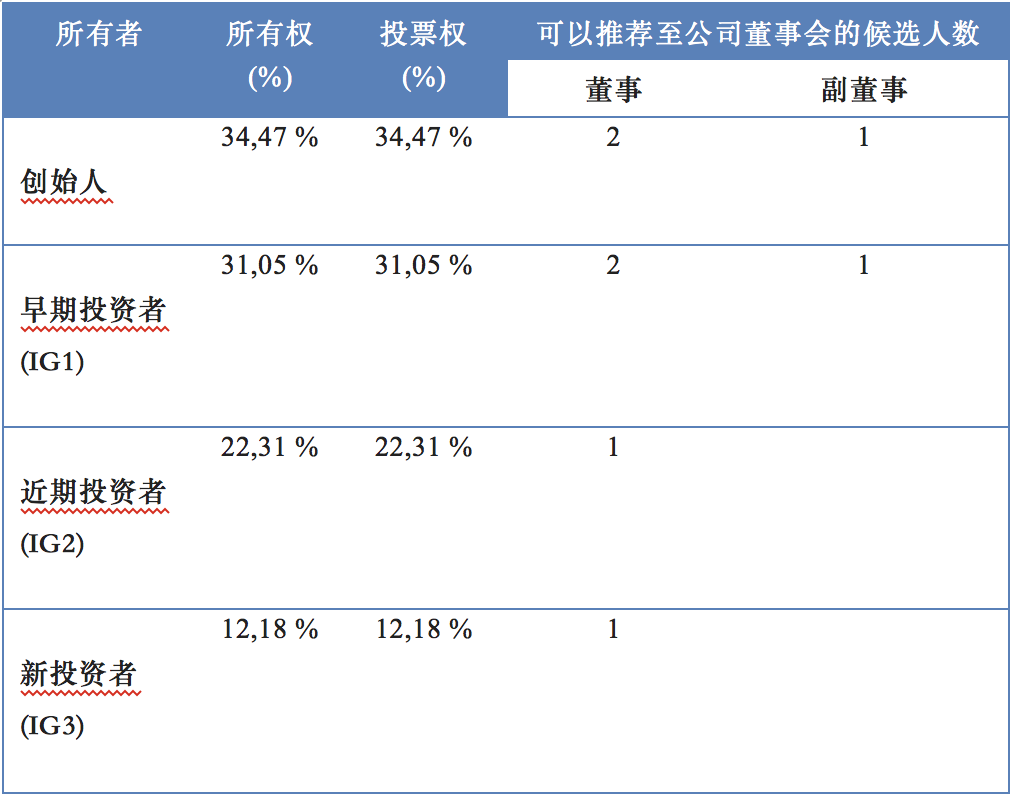 所有者 所有权 投票权 可以推荐至公司董事会的候选人数
(%) (%)
董事 副董事
34,47 % 34,47 % 2 1
创始人
31,05 % 31,05 % 2 1
早期投资者
(IG1)
22,31 % 22,31 % 1
近期投资者
(IG2)
12,18 % 12,18 % 1
新投资者
(IG3)